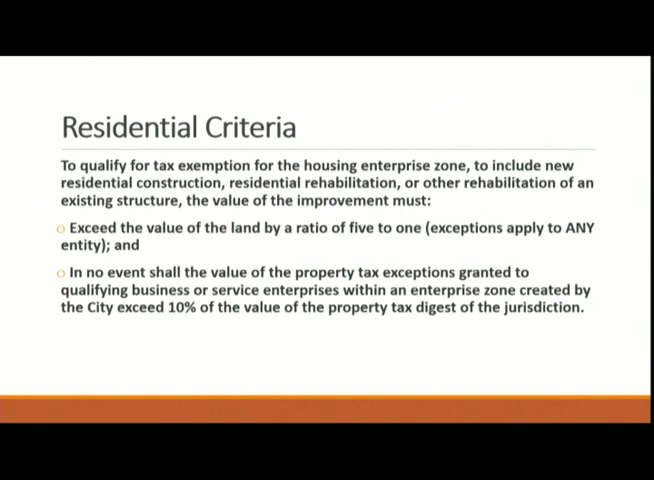 Residential Criteria
To qualify for tax exemption for the housing enterprise zone, to include new
residential construction, residential rehabilitation, or other rehabilitation of an
existing structure, the value of the improvement must:
o Exceed the value of the land by a ratio of five to one (exceptions apply to ANY
entity); and
o In no event shall the value of the property tax exceptions granted to
qualifying business or service enterprises within an enterprise zone created by
the City exceed 10% of the value of the property tax digest of the jurisdiction.